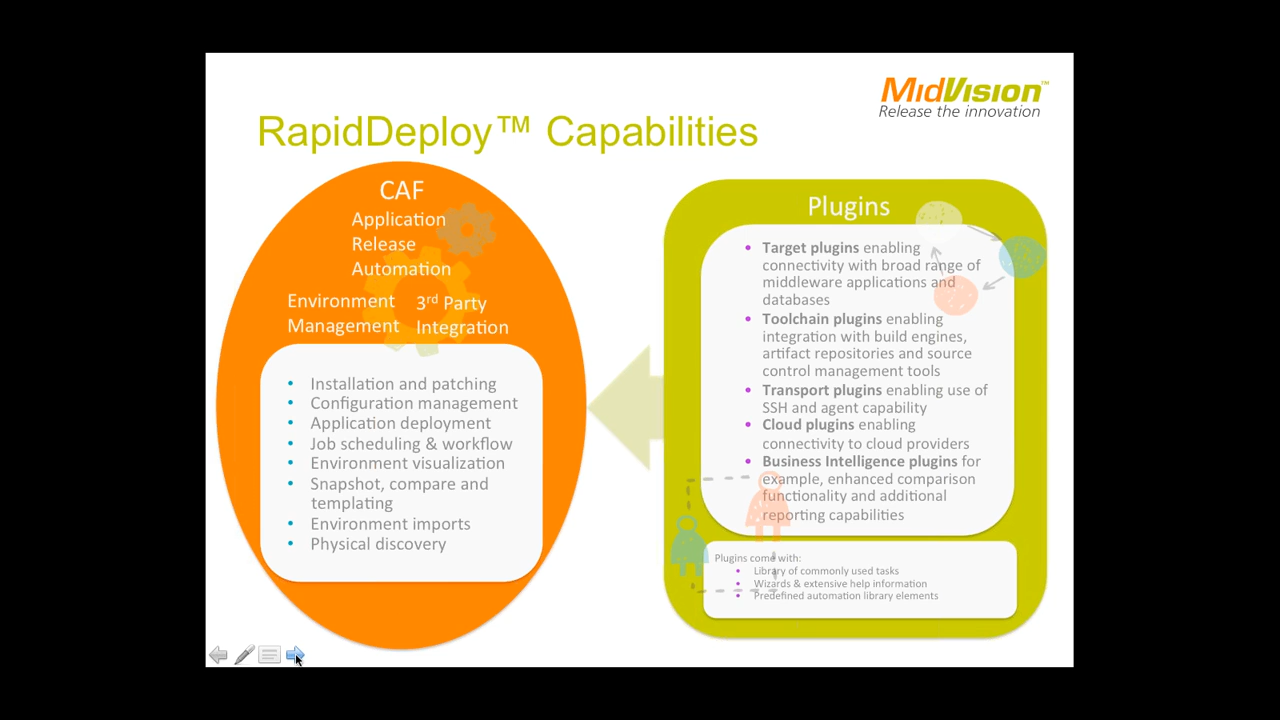 MidVision™
Release the innovation
RapidDeploy™ Capabilities
CAF
Application
Release
Automation
Environment
Management
3rd Party
Integration
• Installation and patching
• Configuration management
• Application deployment
• Job scheduling & workflow
• Environment visualization
• Snapshot, compare and
templating
• Environment imports
• Physical discovery
Plugins
• Target plugins enabling
connectivity with broad range of
middleware applications and
databases
• Toolchain plugins enabling
integration with build engines,
artifact repositories and source
control management tools
• Transport plugins enabling use of
SSH and agent capability
• Cloud plugins enabling
connectivity to cloud providers
• Business Intelligence plugins for
example, enhanced comparison
functionality and additional
reporting capabilities
Plugins come with:
• Library of commonly used tasks
• Wizards & extensive help information
• Predefined automation library elements